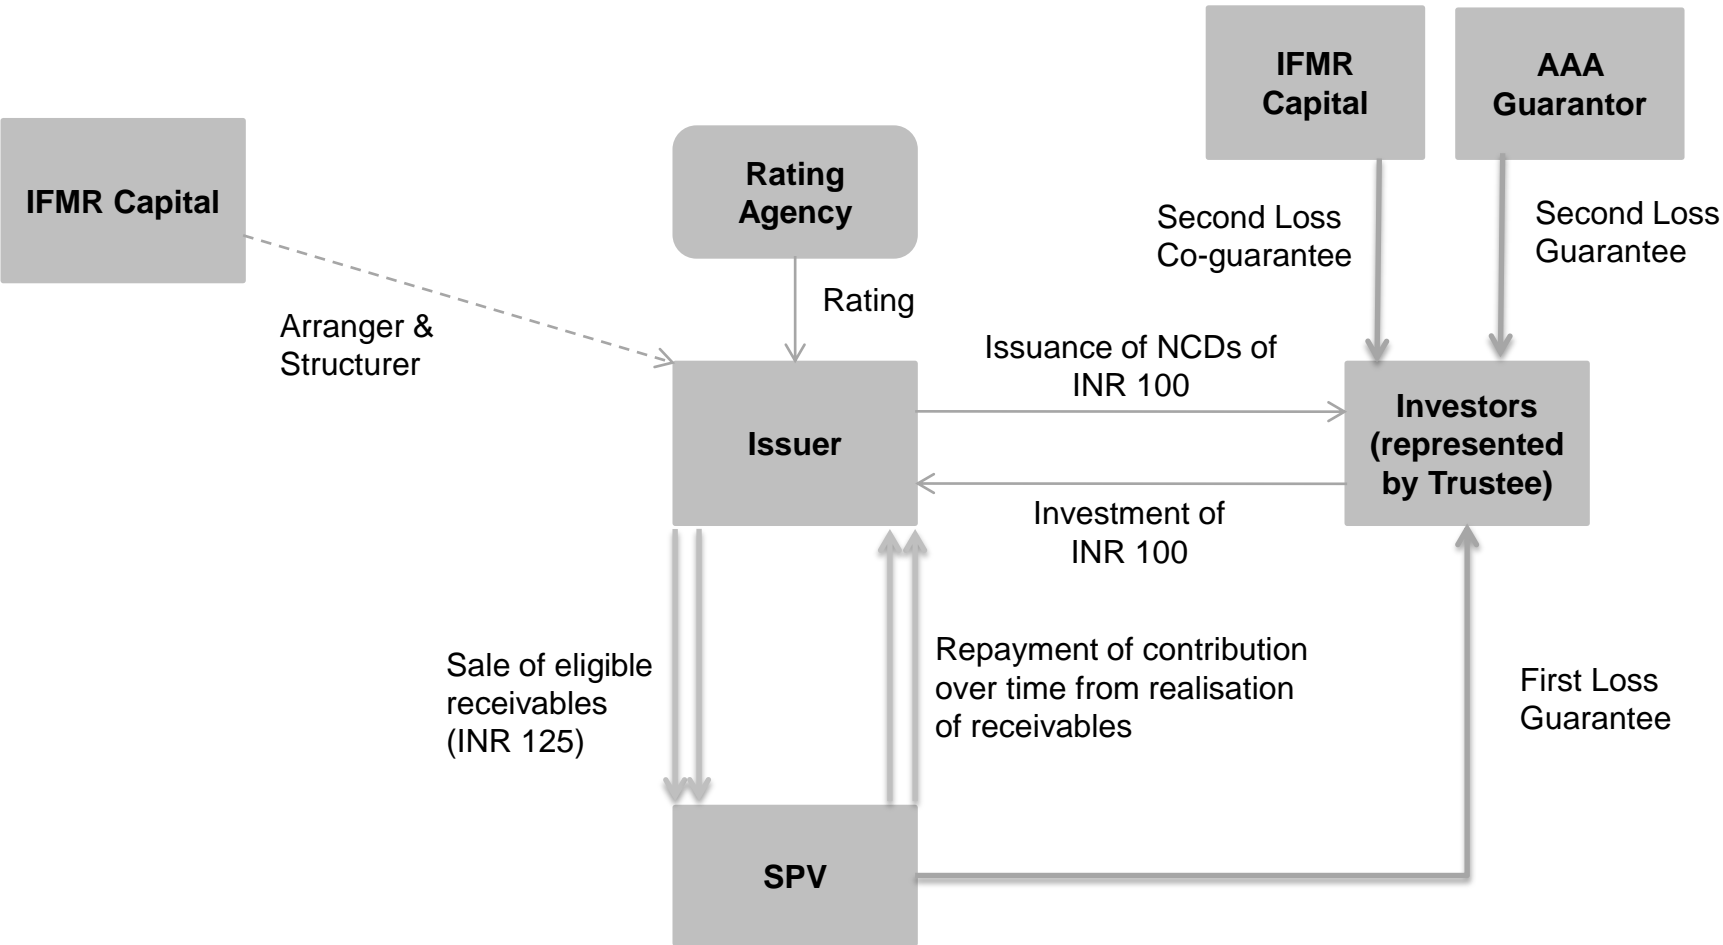 IFMR
Capital
AAA
Guarantor
IFMR Capital
Rating
Agency
Second Loss
Co-guarantee
Second Loss
Guarantee
Rating
Arranger &
Structurer
Issuance of NCDs of
INR 100
Issuer
Investors
(represented
by Trustee)
Investment of
INR 100
Sale of eligible
receivables
(INR 125)
Repayment of contribution
over time from realisation
of receivables
First Loss
Guarantee
SPV